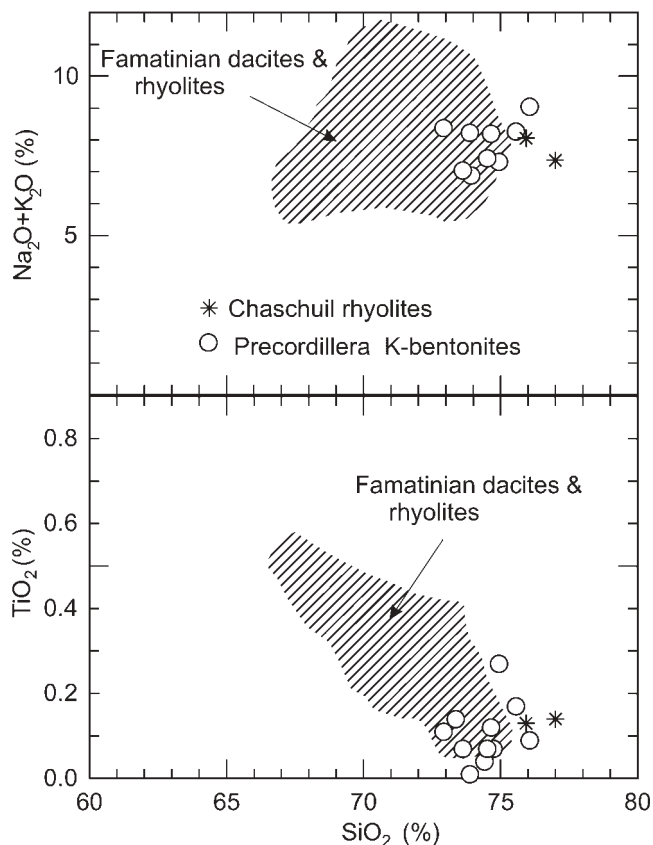 10
5
Na₂O+K₂O (%)
Famatinian dacites &
rhyolites
Chaschuil rhyolites
Precordillera K-bentonites
0.8
0.6
0.4
0.2
0.0
TiO₂ (%)
Famatinian dacites &
rhyolites
60 65 70 75 80
SiO₂ (%)